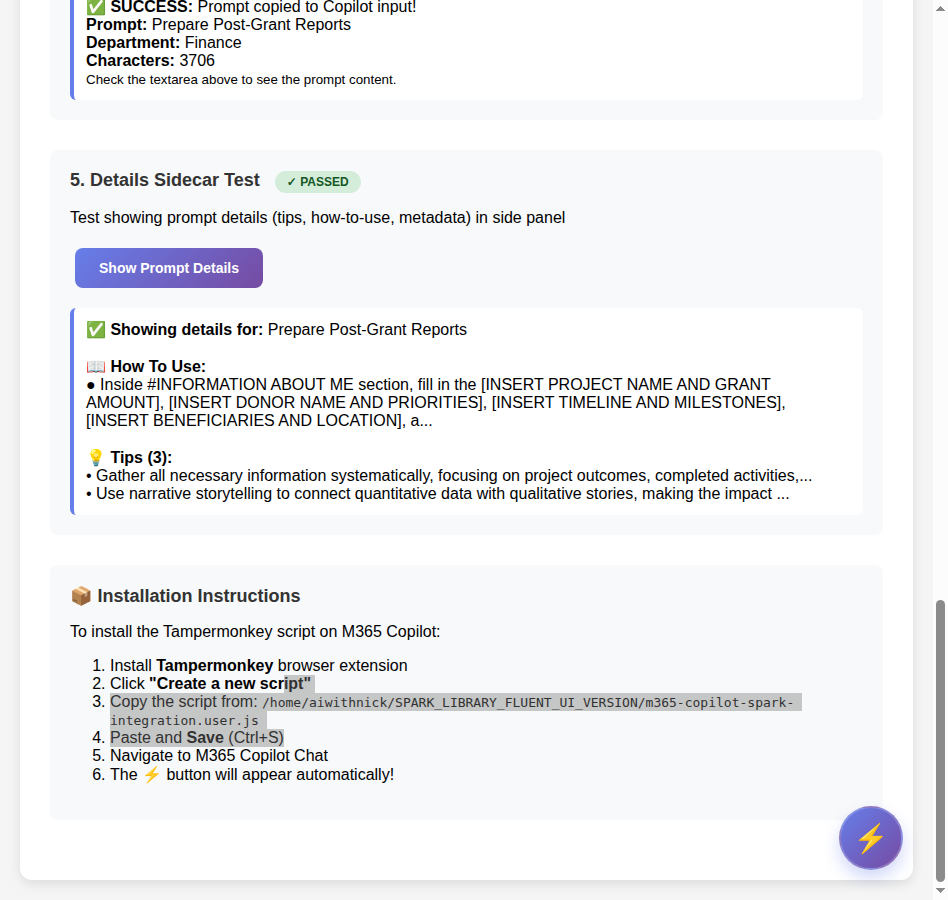 ✅ SUCCESS: Prompt copied to Copilot input!
Prompt: Prepare Post-Grant Reports
Department: Finance
Characters: 3706
Check the textarea above to see the prompt content.
5. Details Sidecar Test ✓ PASSED
Test showing prompt details (tips, how-to-use, metadata) in side panel
Show Prompt Details
✅ Showing details for: Prepare Post-Grant Reports
📖 How To Use:
● Inside #INFORMATION ABOUT ME section, fill in the [INSERT PROJECT NAME AND GRANT
AMOUNT], [INSERT DONOR NAME AND PRIORITIES], [INSERT TIMELINE AND MILESTONES],
[INSERT BENEFICIARIES AND LOCATION], a...
💡 Tips (3):
• Gather all necessary information systematically, focusing on project outcomes, completed activities,...
• Use narrative storytelling to connect quantitative data with qualitative stories, making the impact ...
📦 Installation Instructions
To install the Tampermonkey script on M365 Copilot:
1. Install Tampermonkey browser extension
2. Click "Create a new script"
3. Copy the script from: /home/aiwithnick/SPARK_LIBRARY_FLUENT_UI_VERSION/m365-copilot-spark-
integration.user.js
4. Paste and Save (Ctrl+S)
5. Navigate to M365 Copilot Chat
6. The ⚡ button will appear automatically!